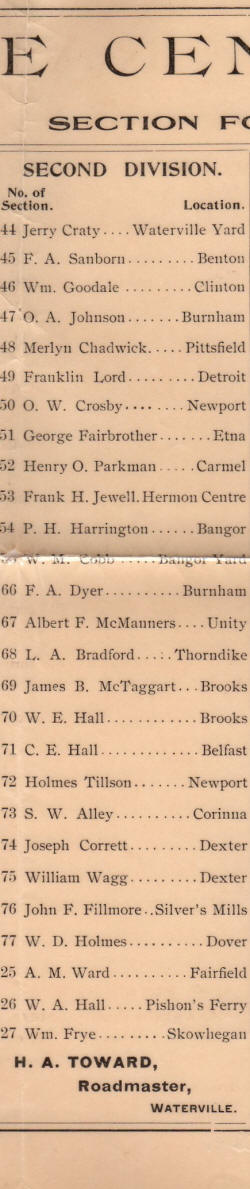 E CEN
SECTION FO
SECOND DIVISION.
No. of
Section. Location.
44 Jerry Craty.... Waterville Yard
45 F. A. Sanborn......... Benton
46 Wm. Goodale ......... Clinton
47 O. A. Johnson....... Burnham
48 Merlyn Chadwick..... Pittsfield
49 Franklin Lord......... Detroit
50 O. W. Crosby........ Newport
51 George Fairbrother....... Etna
52 Henry O. Parkman ..... Carmel
53 Frank H. Jewell. Hermon Centre
54 P. H. Harrington ...... Bangor
W. M. Cobb ..... Bangor Yard
66 F. A. Dyer.......... Burnham
67 Albert F. McManners.... Unity
68 L. A. Bradford..... Thorndike
69 James B. McTaggart... Brooks
70 W. E. Hall............ Brooks
71 C. E. Hall............. Belfast
72 Holmes Tillson....... Newport
73 S. W. Alley.......... Corinna
74 Joseph Corrett......... Dexter
75 William Wagg......... Dexter
76 John F. Fillmore..Silver's Mills
77 W. D. Holmes.......... Dover
25 A. M. Ward.......... Fairfield
26 W. A. Hall..... Pishon's Ferry
27 Wm. Frye......... Skowhegan
H. A. TOWARD,
Roadmaster,
WATERVILLE.